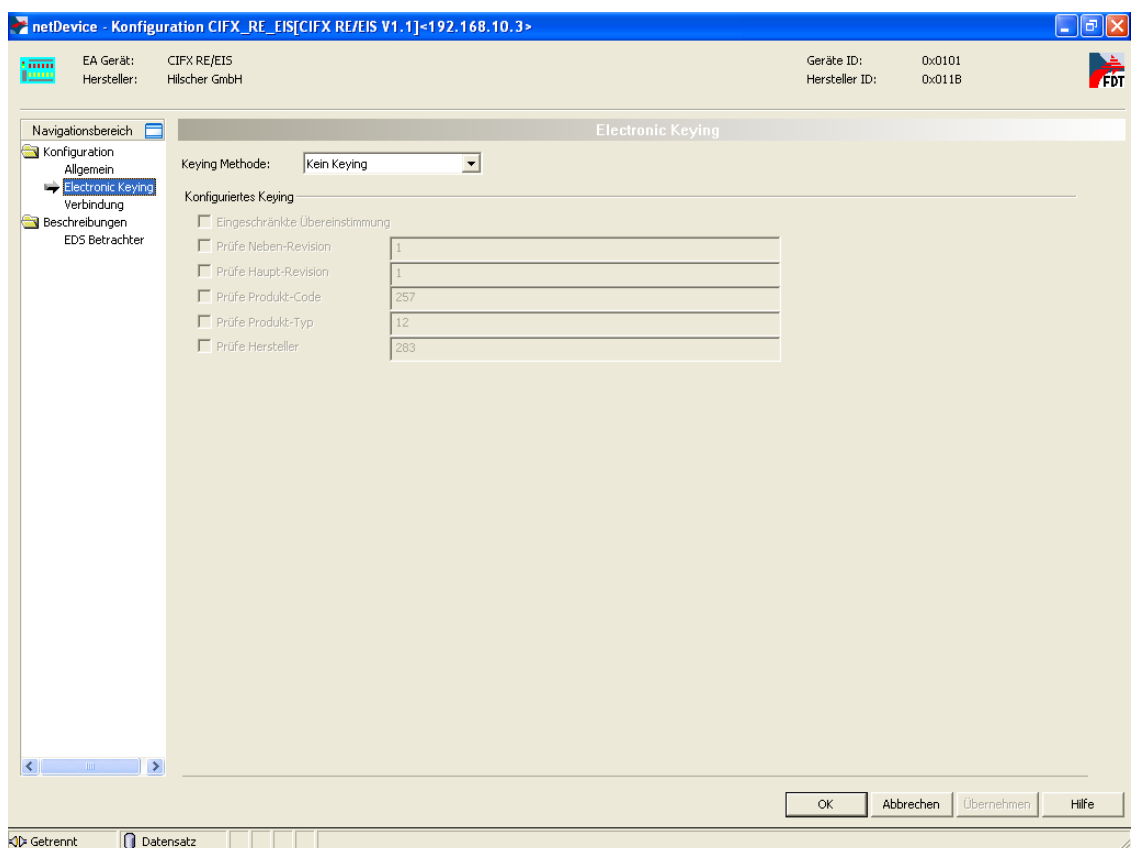 netDevice - Konfiguration CIFX_RE_EIS[CIFX RE/EIS V1.1]<192.168.10.3>
EA Gerät: CIFX RE/EIS Geräte ID: 0x0101
Hersteller: Hilscher GmbH Hersteller ID: 0x011B
FDT
Navigationsbereich
Konfiguration
Allgemein
Electronic Keying
Verbindung
Beschreibungen
EDS Betrachter
Electronic Keying
Keying Methode: Kein Keying
Konfiguriertes Keying
Eingeschränkte Übereinstimmung
Prüfe Neben-Revision 1
Prüfe Haupt-Revision 1
Prüfe Produkt-Code 257
Prüfe Produkt-Typ 12
Prüfe Hersteller 283
OK Abbrechen Übernehmen Hilfe
Getrennt Datensatz